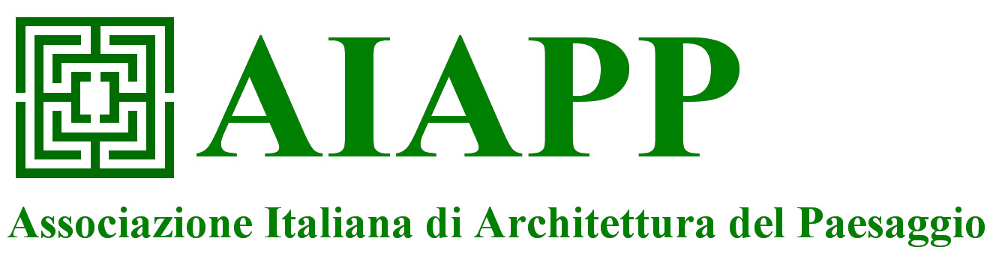 AIAPP
Associazione Italiana di Architettura del Paesaggio